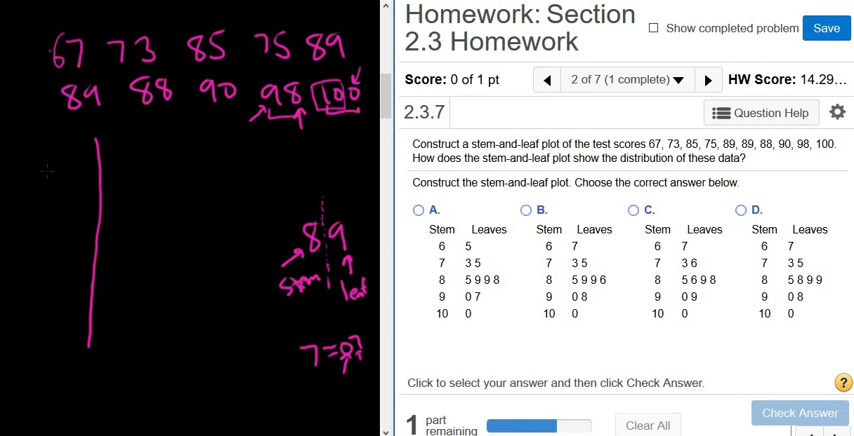 67 73 85 75 89
89 88 90 98 100
89
stem leaf
Homework: Section
2.3 Homework
Show completed problem
Save
Score: 0 of 1 pt
2 of 7 (1 complete)
HW Score: 14.29...
2.3.7
Question Help
Construct a stem-and-leaf plot of the test scores 67, 73, 85, 75, 89, 89, 88, 90, 98, 100.
How does the stem-and-leaf plot show the distribution of these data?
Construct the stem-and-leaf plot. Choose the correct answer below.
A. B. C. D.
Stem Leaves Stem Leaves Stem Leaves Stem Leaves
6 5 6 7 6 7 6 7
7 3 5 7 3 5 7 3 6 7 3 5
8 5 9 9 8 8 5 9 9 6 8 5 6 9 8 8 5 8 9 9
9 0 7 9 0 8 9 0 9 9 0 8
10 0 10 0 10 0 10 0
Click to select your answer and then click Check Answer.
?
1 part
remaining
Clear All
Check Answer